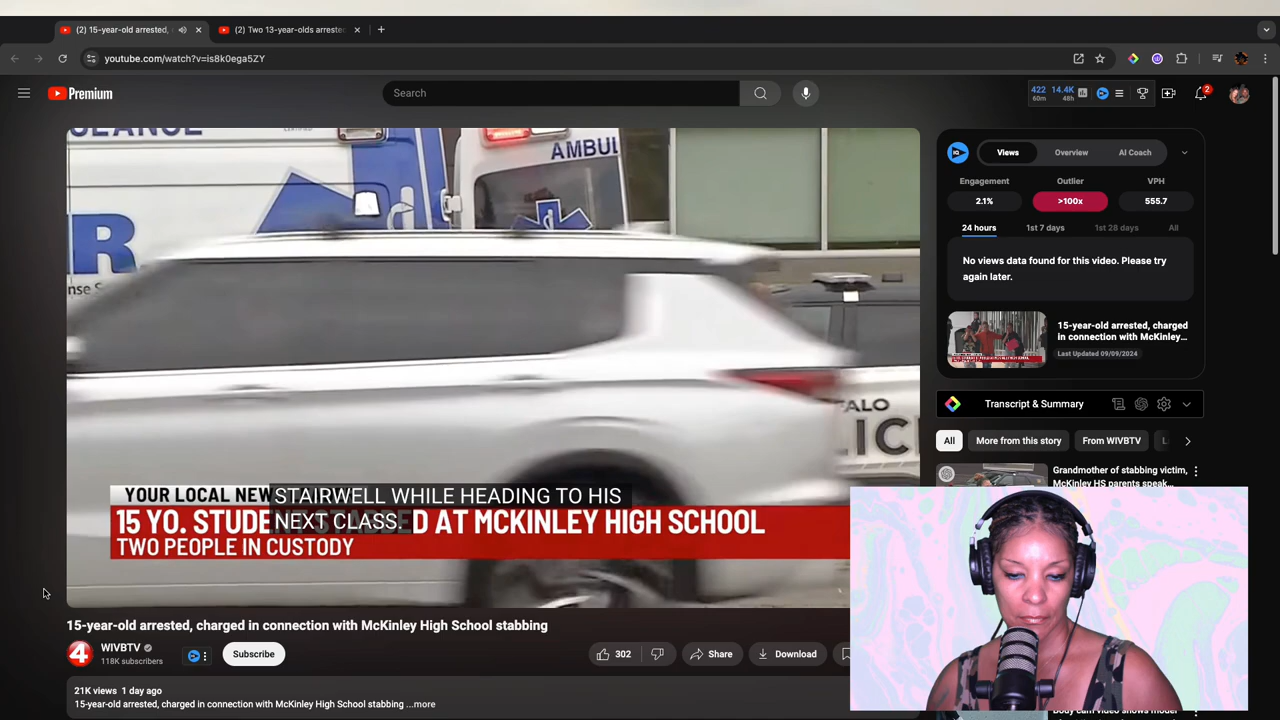 (2) 15-year-old arrested,
(2) Two 13-year-olds arrested
youtube.com/watch?v=is8k0ega5ZY
Premium
Search
422
60m
14.4K
48h
2
AMBUL
R
ALO
YOUR LOCAL NEW
STAIRWELL WHILE HEADING TO HIS
NEXT CLASS.
15 YO. STUDE
D AT MCKINLEY HIGH SCHOOL
TWO PEOPLE IN CUSTODY
15-year-old arrested, charged in connection with McKinley High School stabbing
4
WIVBTV
118K subscribers
Subscribe
302
Share
Download
21K views 1 day ago
15-year-old arrested, charged in connection with McKinley High School stabbing ...more
IQ
Views
Overview
AI Coach
Engagement
Outlier
VPH
2.1%
>100x
555.7
24 hours
1st 7 days
1st 28 days
All
No views data found for this video. Please try
again later.
15-year-old arrested, charged
in connection with McKinley...
Last Updated 09/09/2024
Transcript & Summary
All
More from this story
From WIVBTV
Grandmother of stabbing victim,
McKinley HS parents speak...